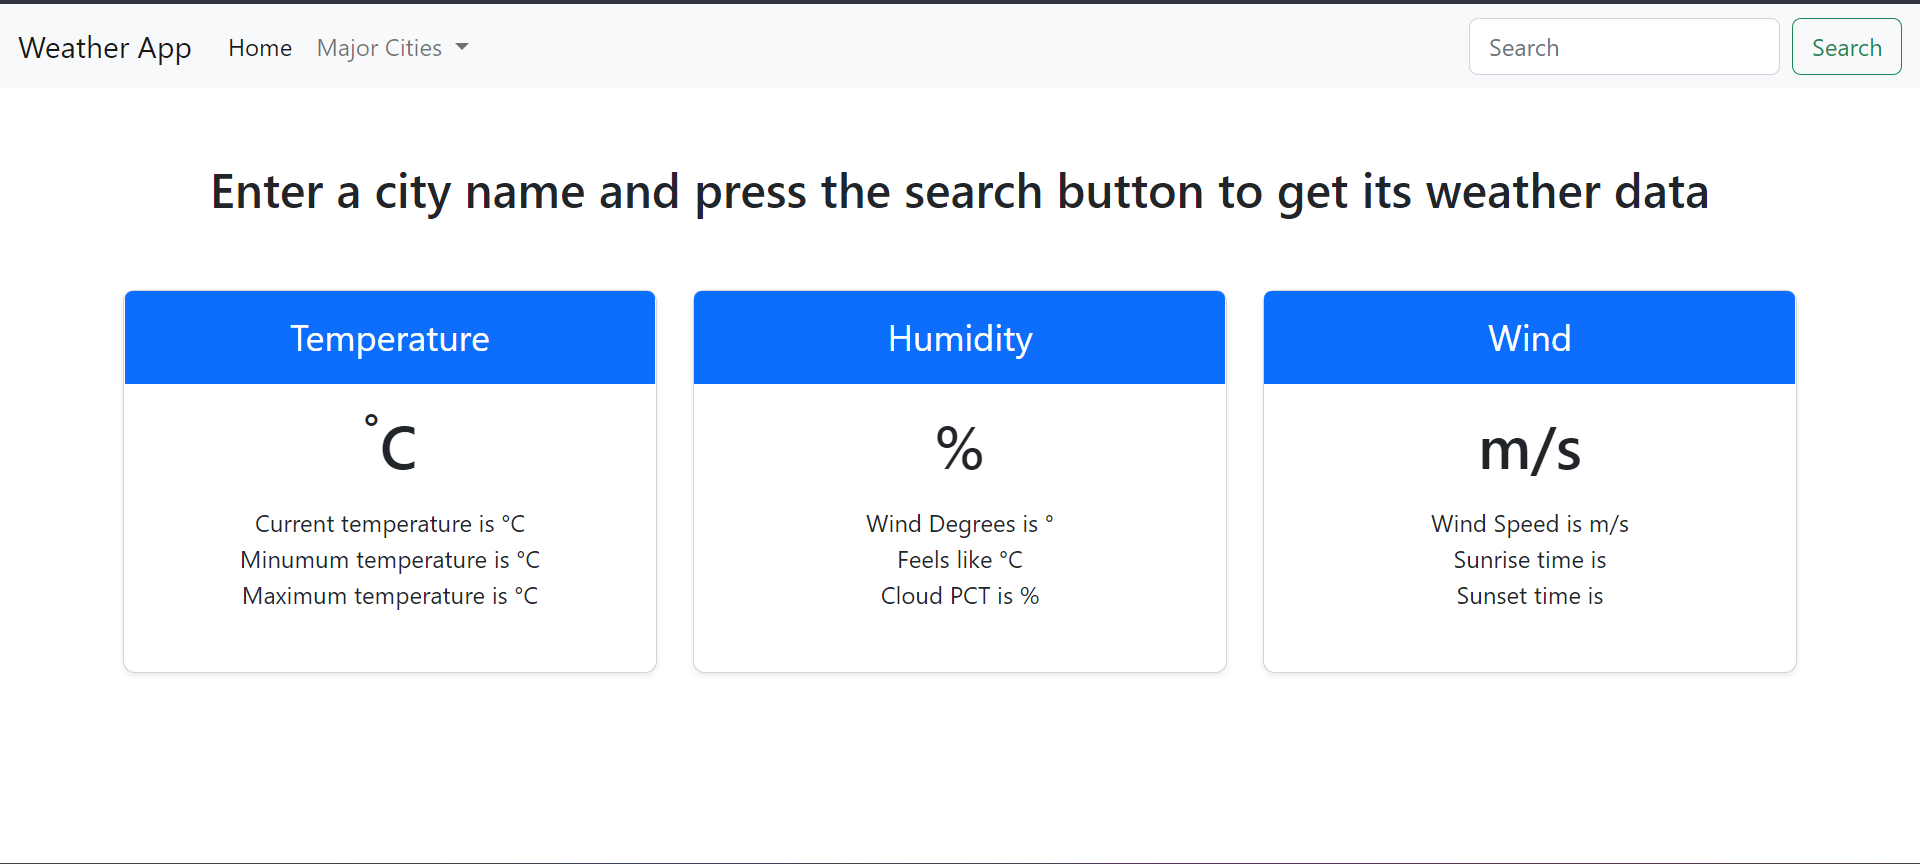 Weather App Home Major Cities Search Search
Enter a city name and press the search button to get its weather data
Temperature
°C
Current temperature is °C
Minumum temperature is °C
Maximum temperature is °C
Humidity
%
Wind Degrees is °
Feels like °C
Cloud PCT is %
Wind
m/s
Wind Speed is m/s
Sunrise time is
Sunset time is